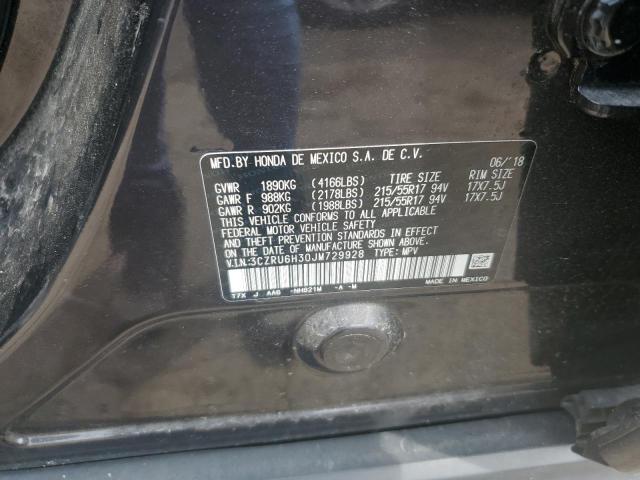 MFD.BY HONDA DE MEXICO S.A. DE C.V. 06/'18
GVWR 1890KG (4166LBS) TIRE SIZE RIM SIZE
GAWR F 988KG (2178LBS) 215/55R17 94V 17X7.5J
GAWR R 902KG (1988LBS) 215/55R17 94V 17X7.5J
THIS VEHICLE CONFORMS TO ALL APPLICABLE
FEDERAL MOTOR VEHICLE SAFETY
THEFT PREVENTION STANDARDS IN EFFECT
ON THE DATE OF MANUFACTURE SHOWN ABOVE.
V.I.N:3CZRU6H30JM729928 TYPE: MPV
17X J AAB NH821M -A -M MADE IN MEXICO